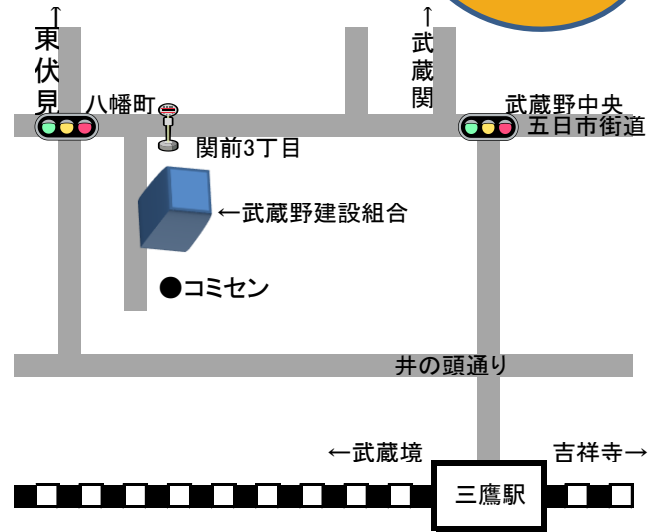 ↑
東伏見
↑
武蔵関
八幡町
武蔵野中央
五日市街道
関前3丁目
←武蔵野建設組合
●コミセン
井の頭通り
←武蔵境
吉祥寺→
三鷹駅